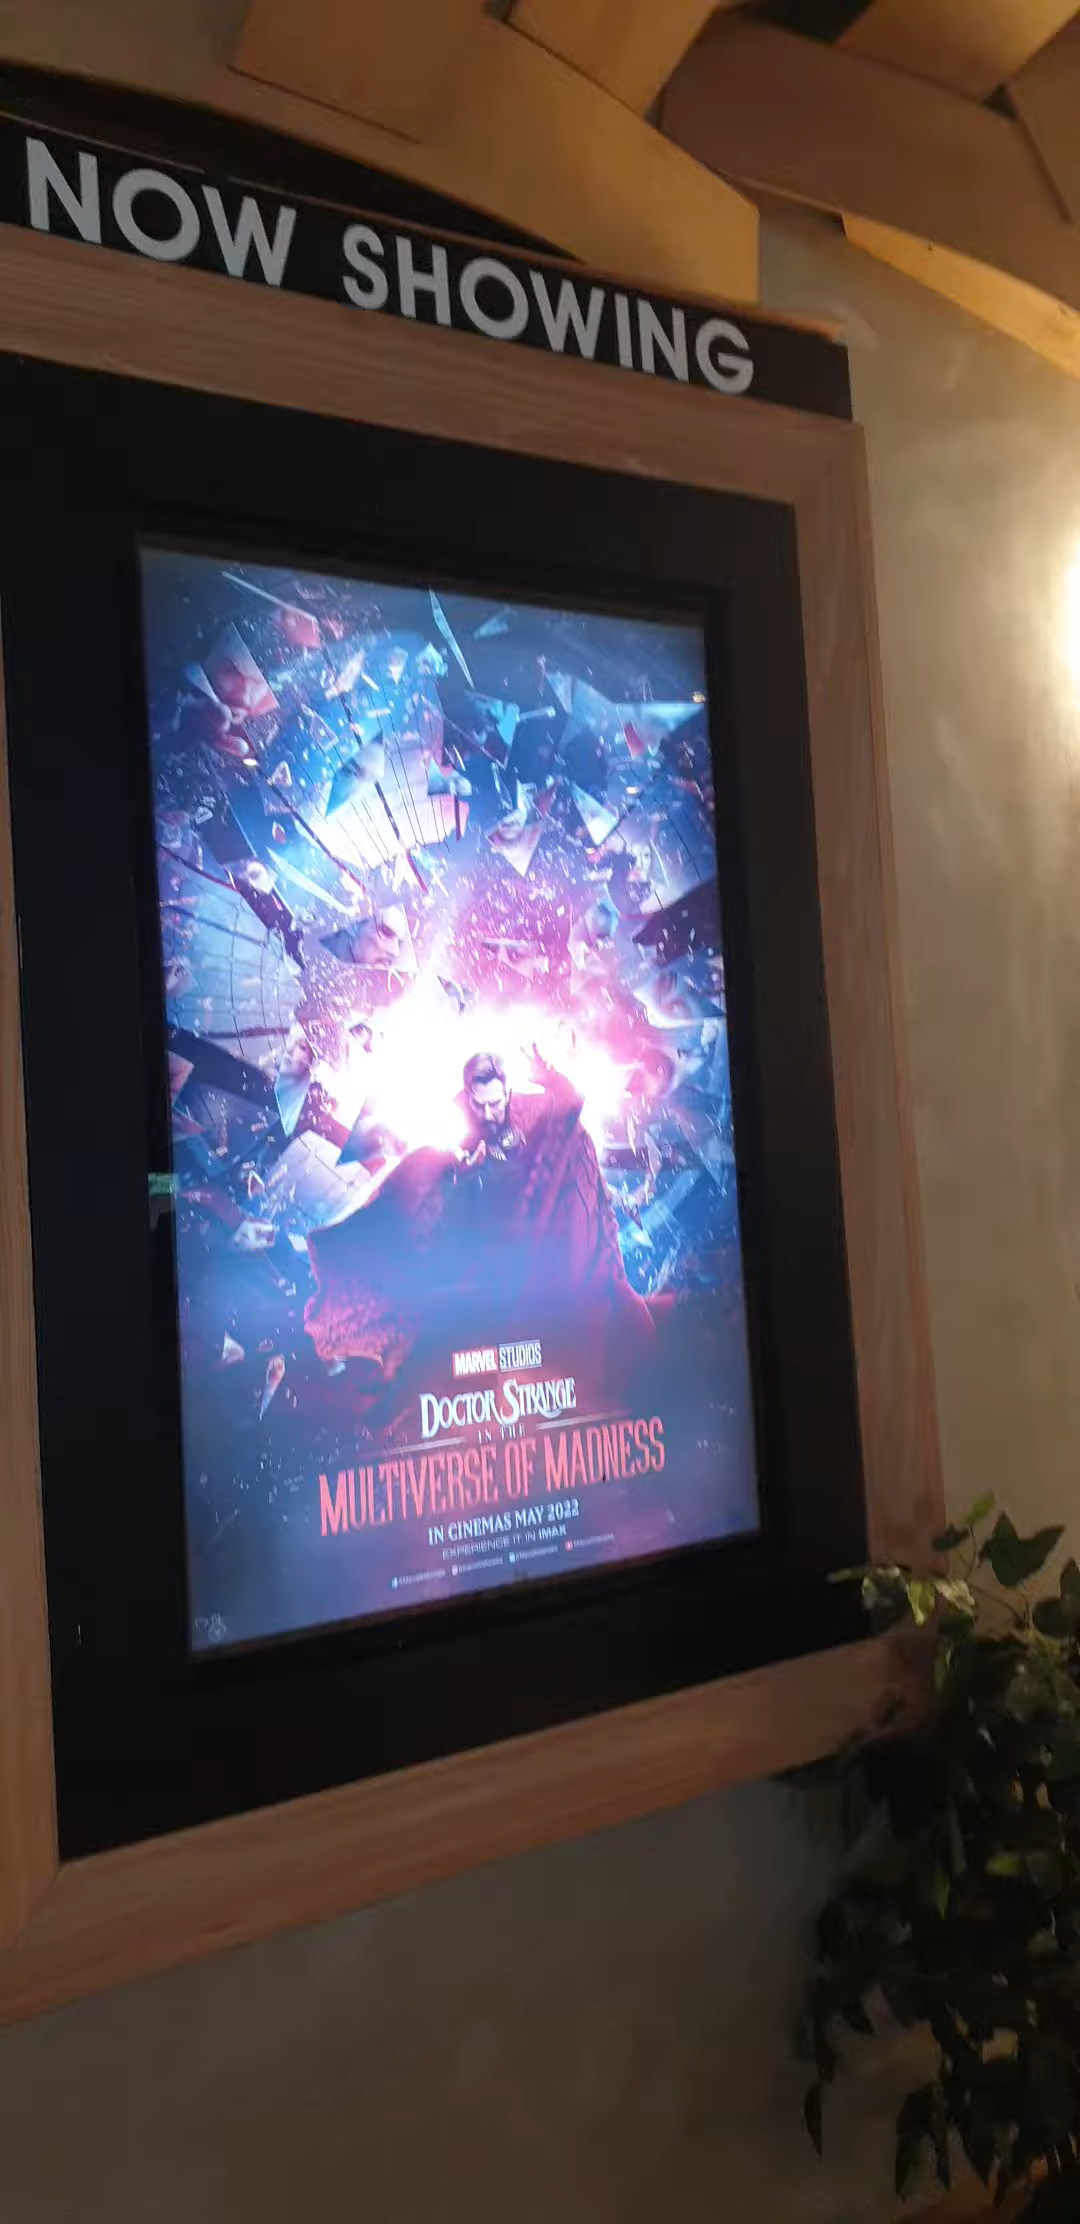 NOW SHOWING
MARVEL STUDIOS
DOCTOR STRANGE
IN THE
MULTIVERSE OF MADNESS
IN CINEMAS MAY 2022
EXPERIENCE IT IN IMAX